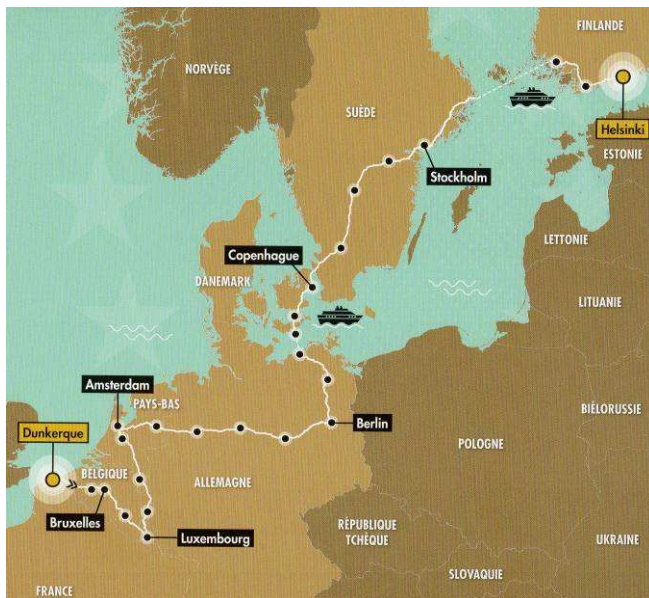 FINLANDE
NORVÈGE
Helsinki
SUÈDE
ESTONIE
Stockholm
LETTONIE
Copenhague
DANEMARK
LITUANIE
Amsterdam
PAYS-BAS
BIÉLORUSSIE
Berlin
Dunkerque
POLOGNE
BELGIQUE
ALLEMAGNE
Bruxelles
Luxembourg
RÉPUBLIQUE
TCHÈQUE
UKRAINE
SLOVAQUIE
FRANCE